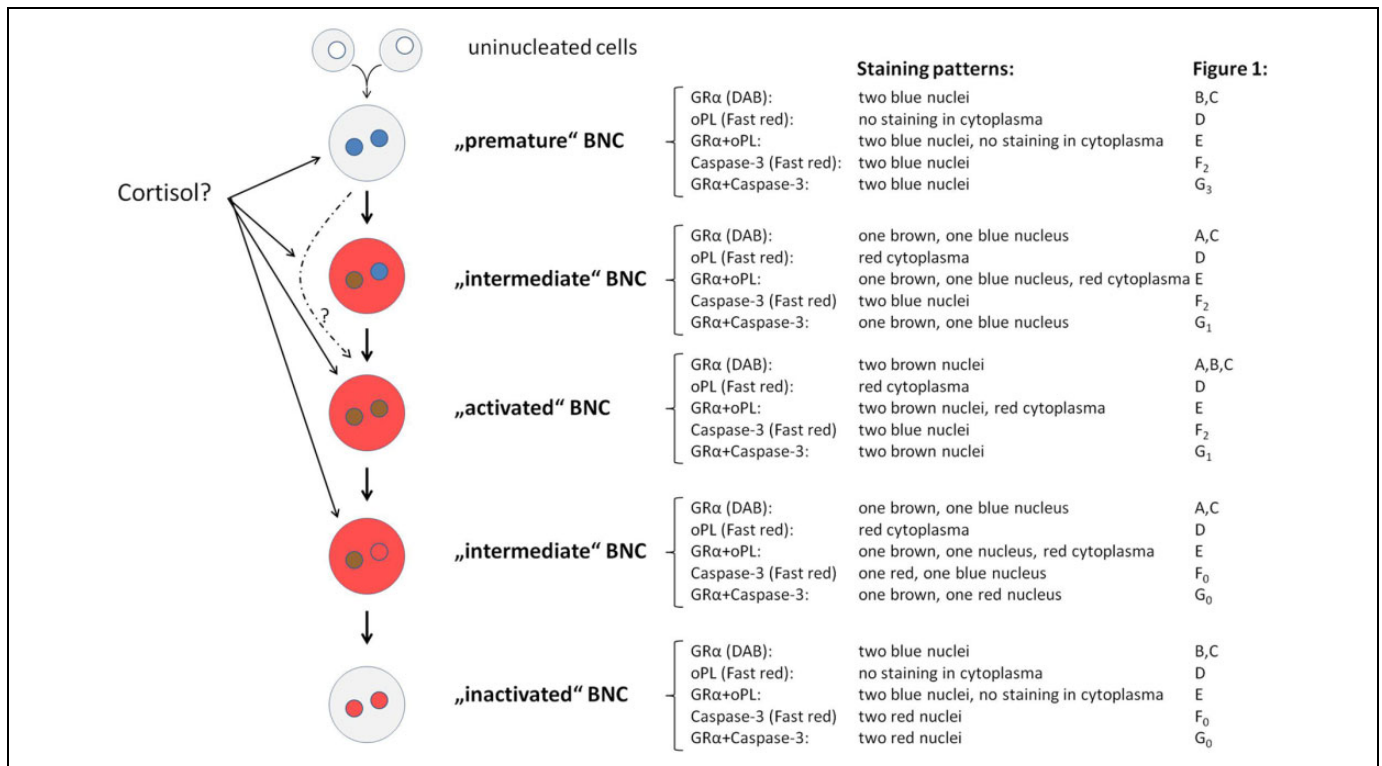 uninucleated cells
Staining patterns: Figure 1:
„premature“ BNC
GRα (DAB): two blue nuclei B,C
oPL (Fast red): no staining in cytoplasma D
GRα+oPL: two blue nuclei, no staining in cytoplasma E
Caspase-3 (Fast red): two blue nuclei F₂
GRα+Caspase-3: two blue nuclei G₃
Cortisol?
„intermediate“ BNC
GRα (DAB): one brown, one blue nucleus A,C
oPL (Fast red): red cytoplasma D
GRα+oPL: one brown, one blue nucleus, red cytoplasma E
Caspase-3 (Fast red) two blue nuclei F₂
GRα+Caspase-3: one brown, one blue nucleus G₁
?
„activated“ BNC
GRα (DAB): two brown nuclei A,B,C
oPL (Fast red): red cytoplasma D
GRα+oPL: two brown nuclei, red cytoplasma E
Caspase-3 (Fast red) two blue nuclei F₂
GRα+Caspase-3: two brown nuclei G₁
„intermediate“ BNC
GRα (DAB): one brown, one blue nucleus A,C
oPL (Fast red): red cytoplasma D
GRα+oPL: one brown, one nucleus, red cytoplasma E
Caspase-3 (Fast red) one red, one blue nucleus F₀
GRα+Caspase-3: one brown, one red nucleus G₀
„inactivated“ BNC
GRα (DAB): two blue nuclei B,C
oPL (Fast red): no staining in cytoplasma D
GRα+oPL: two blue nuclei, no staining in cytoplasma E
Caspase-3 (Fast red) two red nuclei F₀
GRα+Caspase-3: two red nuclei G₀